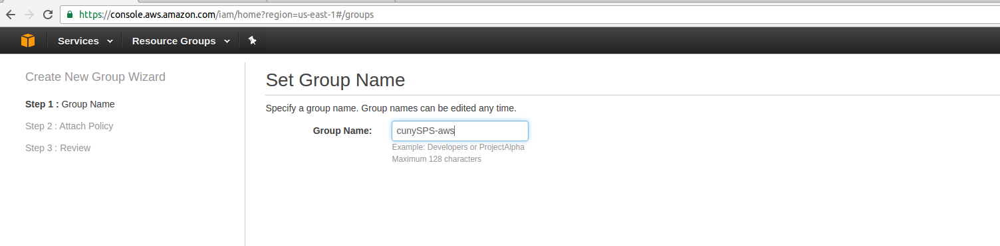 https://console.aws.amazon.com/iam/home?region=us-east-1#/groups
Services Resource Groups
Create New Group Wizard
Step 1 : Group Name
Step 2 : Attach Policy
Step 3 : Review
Set Group Name
Specify a group name. Group names can be edited any time.
Group Name: cunySPS-aws
Example: Developers or ProjectAlpha
Maximum 128 characters